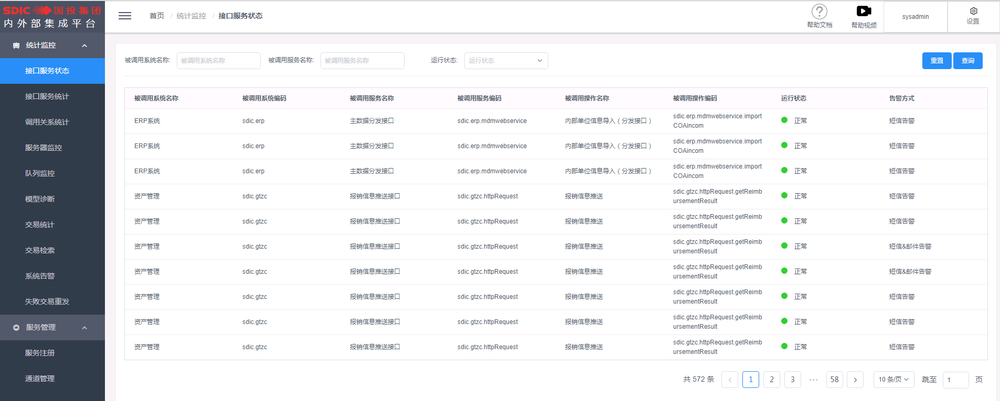 SDIC 国投集团
内外部集成平台
首页 / 统计监控 / 接口服务状态
帮助文档
帮助视频
sysadmin
设置
统计监控
接口服务状态
接口服务统计
调用关系统计
服务器监控
队列监控
模型诊断
交易统计
交易检索
系统告警
失败交易重发
服务管理
服务注册
通道管理
被调用系统名称: 被调用系统名称 被调用服务名称: 被调用服务名称 运行状态: 运行状态 重置 查询
被调用系统名称 被调用系统编码 被调用服务名称 被调用服务编码 被调用操作名称 被调用操作编码 运行状态 告警方式
ERP系统 sdic.erp 主数据分发接口 sdic.erp.mdmwebservice 内部单位信息导入（分发接口） sdic.erp.mdmwebservice.import
COAincom 正常 短信告警
ERP系统 sdic.erp 主数据分发接口 sdic.erp.mdmwebservice 内部单位信息导入（分发接口） sdic.erp.mdmwebservice.import
COAincom 正常 短信告警
ERP系统 sdic.erp 主数据分发接口 sdic.erp.mdmwebservice 内部单位信息导入（分发接口） sdic.erp.mdmwebservice.import
COAincom 正常 短信告警
资产管理 sdic.gtzc 报销信息推送接口 sdic.gtzc.httpRequest 报销信息推送 sdic.gtzc.httpRequest.getReimb
ursementResult 正常 短信告警
资产管理 sdic.gtzc 报销信息推送接口 sdic.gtzc.httpRequest 报销信息推送 sdic.gtzc.httpRequest.getReimb
ursementResult 正常 短信告警
资产管理 sdic.gtzc 报销信息推送接口 sdic.gtzc.httpRequest 报销信息推送 sdic.gtzc.httpRequest.getReimb
ursementResult 正常 短信&邮件告警
资产管理 sdic.gtzc 报销信息推送接口 sdic.gtzc.httpRequest 报销信息推送 sdic.gtzc.httpRequest.getReimb
ursementResult 正常 短信&邮件告警
资产管理 sdic.gtzc 报销信息推送接口 sdic.gtzc.httpRequest 报销信息推送 sdic.gtzc.httpRequest.getReimb
ursementResult 正常 短信告警
资产管理 sdic.gtzc 报销信息推送接口 sdic.gtzc.httpRequest 报销信息推送 sdic.gtzc.httpRequest.getReimb
ursementResult 正常 短信告警
资产管理 sdic.gtzc 报销信息推送接口 sdic.gtzc.httpRequest 报销信息推送 sdic.gtzc.httpRequest.getReimb
ursementResult 正常 短信告警
共 572 条 < 1 2 3 ••• 58 > 10 条/页 跳至 1 页